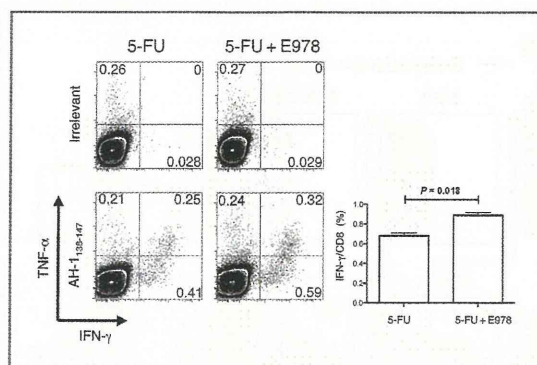 5-FU 5-FU + E978
Irrelevant
0.26 0
0.028
0.27 0
0.029
TNF-α
AH-1138-147
0.21 0.25
0.41
0.24 0.32
0.59
IFN-γ
P = 0.018
IFN-γ/CD8 (%)
1.0
0.8
0.6
0.4
0.2
0
5-FU 5-FU + E978